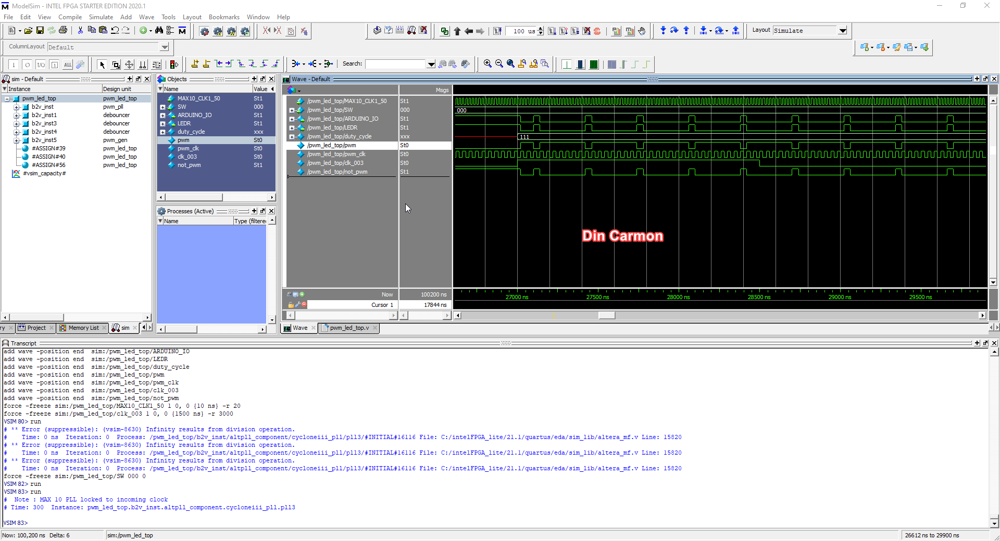 ModelSim - INTEL FPGA STARTER EDITION 2020.1
File Edit View Compile Simulate Add Wave Tools Layout Bookmarks Window Help
100 us
Layout Simulate
ColumnLayout Default
Search:
sim - Default
Instance Design unit
pwm_led_top pwm_led_top
b2v_inst pwm_pll
b2v_inst1 debouncer
b2v_inst3 debouncer
b2v_inst4 debouncer
b2v_inst5 pwm_gen
#ASSIGN#39 pwm_led_top
#ASSIGN#40 pwm_led_top
#ASSIGN#56 pwm_led_top
#vsim_capacity#
ry Project Memory List sim
Objects
Name Value
MAX10_CLK1_50 St1
SW 000
ARDUINO_IO St1
LEDR St1
duty_cycle xxx
pwm St0
pwm_clk St0
clk_003 St0
not_pwm St1
Processes (Active)
Name Type (filtere
Wave - Default
Msgs
/pwm_led_top/MAX10_CLK1_50 St1
/pwm_led_top/SW 000 000
/pwm_led_top/ARDUINO_IO St1
/pwm_led_top/LEDR St1
/pwm_led_top/duty_cycle xxx 111
/pwm_led_top/pwm St0
/pwm_led_top/pwm_clk St0
/pwm_led_top/clk_003 St0
/pwm_led_top/not_pwm St1
Din Carmon
Now 100200 ns
27000 ns 27500 ns 28000 ns 28500 ns 29000 ns 29500 ns
Cursor 1 17844 ns
Wave pwm_led_top.v
Transcript
add wave -position end  sim:/pwm_led_top/ARDUINO_IO
add wave -position end  sim:/pwm_led_top/LEDR
add wave -position end  sim:/pwm_led_top/duty_cycle
add wave -position end  sim:/pwm_led_top/pwm
add wave -position end  sim:/pwm_led_top/pwm_clk
add wave -position end  sim:/pwm_led_top/clk_003
add wave -position end  sim:/pwm_led_top/not_pwm
force -freeze sim:/pwm_led_top/MAX10_CLK1_50 1 0, 0 {10 ns} -r 20
force -freeze sim:/pwm_led_top/clk_003 1 0, 0 {1500 ns} -r 3000
VSIM 80> run
# ** Error (suppressible): (vsim-8630) Infinity results from division operation.
#    Time: 0 ns  Iteration: 0  Process: /pwm_led_top/b2v_inst/altpll_component/cycloneiii_pll/pll3/#INITIAL#16116 File: C:/intelFPGA_lite/21.1/quartus/eda/sim_lib/altera_mf.v Line: 15820
# ** Error (suppressible): (vsim-8630) Infinity results from division operation.
#    Time: 0 ns  Iteration: 0  Process: /pwm_led_top/b2v_inst/altpll_component/cycloneiii_pll/pll3/#INITIAL#16116 File: C:/intelFPGA_lite/21.1/quartus/eda/sim_lib/altera_mf.v Line: 15820
# ** Error (suppressible): (vsim-8630) Infinity results from division operation.
#    Time: 0 ns  Iteration: 0  Process: /pwm_led_top/b2v_inst/altpll_component/cycloneiii_pll/pll3/#INITIAL#16116 File: C:/intelFPGA_lite/21.1/quartus/eda/sim_lib/altera_mf.v Line: 15820
force -freeze sim:/pwm_led_top/SW 000 0
VSIM 82> run
VSIM 83> run
#  Note : MAX 10 PLL locked to incoming clock
# Time: 300  Instance: pwm_led_top.b2v_inst.altpll_component.cycloneiii_pll.pll3
VSIM 83>
Now: 100,200 ns  Delta: 6 sim:/pwm_led_top 26612 ns to 29900 ns